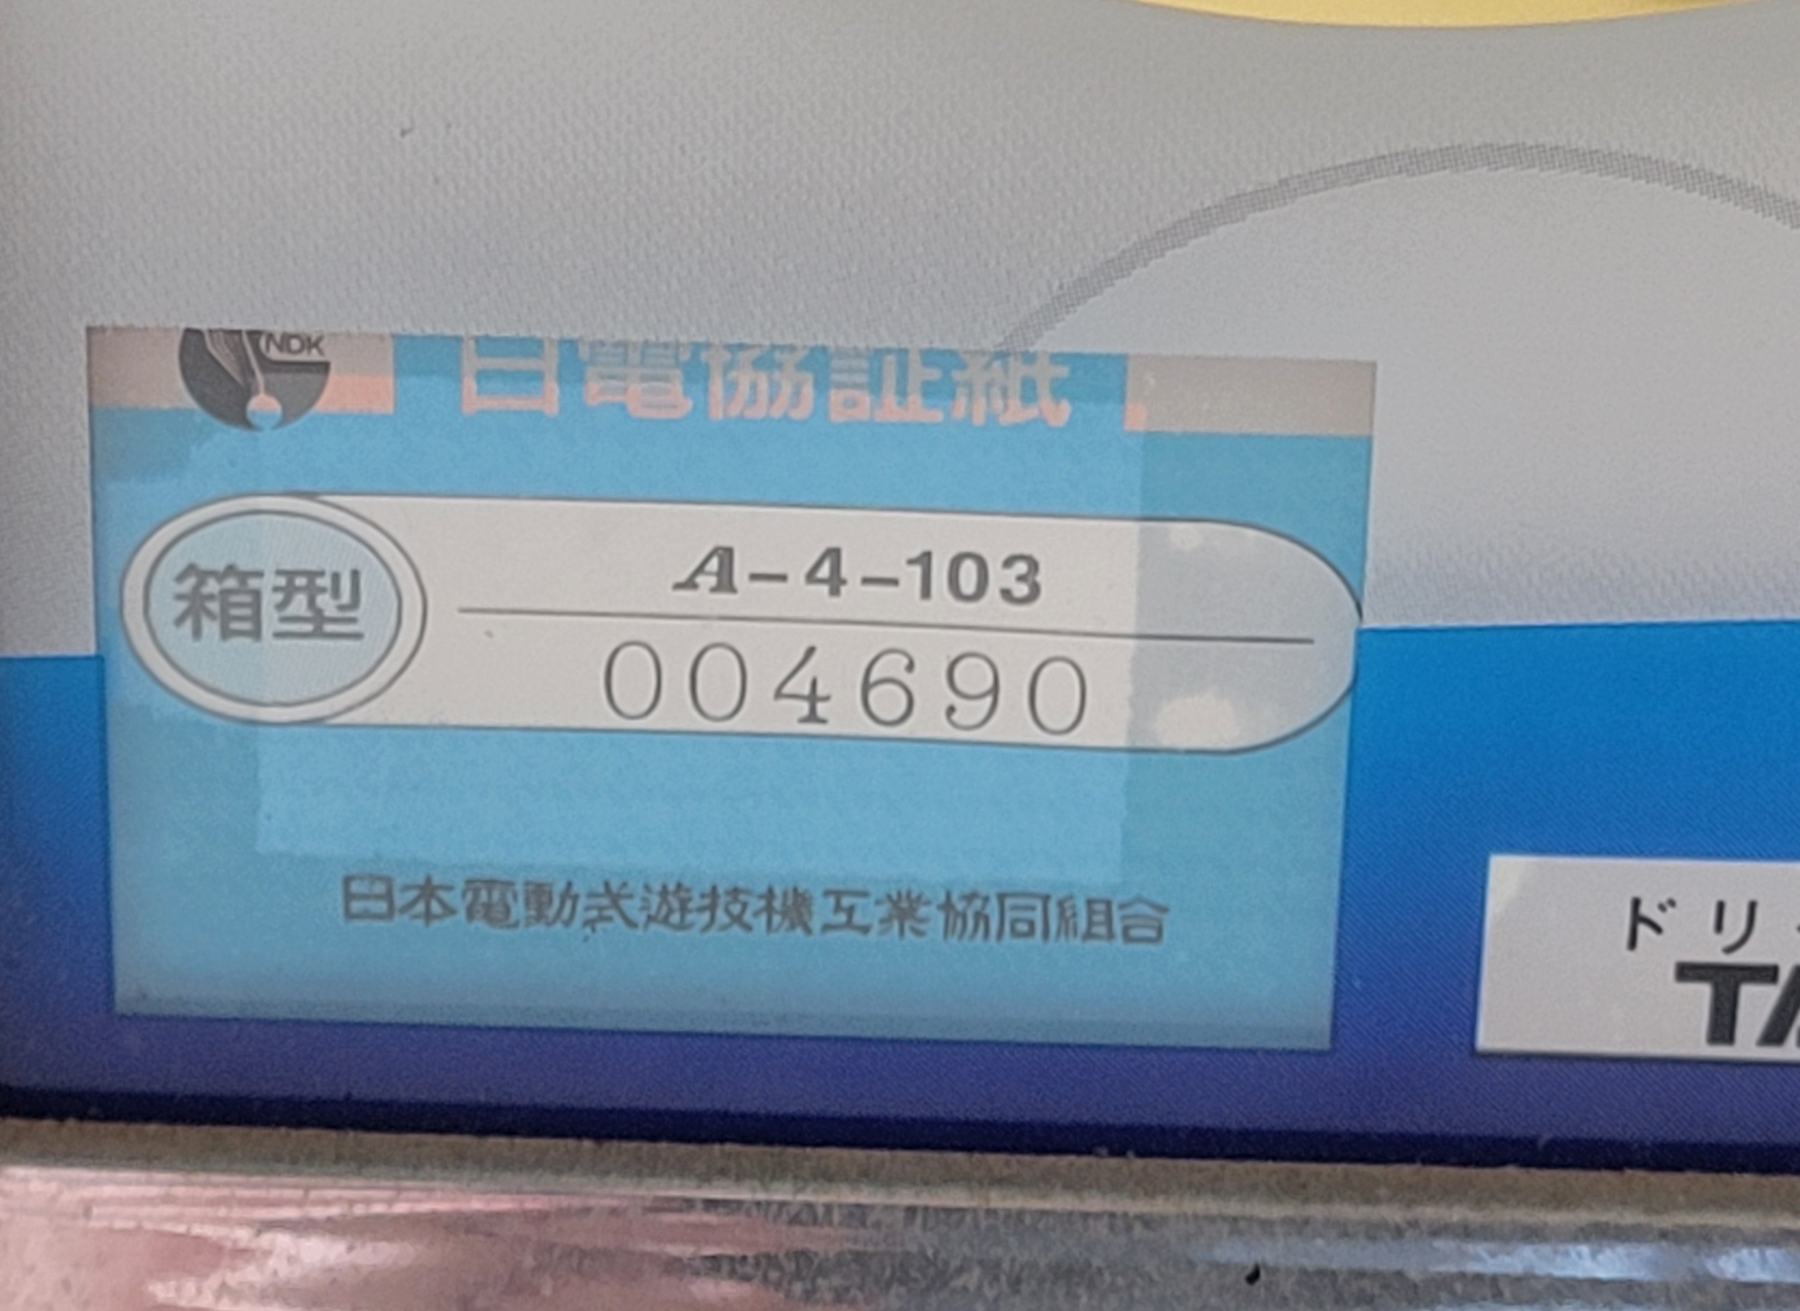 NDK
日電協証紙
箱型
A-4-103
004690
日本電動式遊技機工業協同組合
ドリ
TA